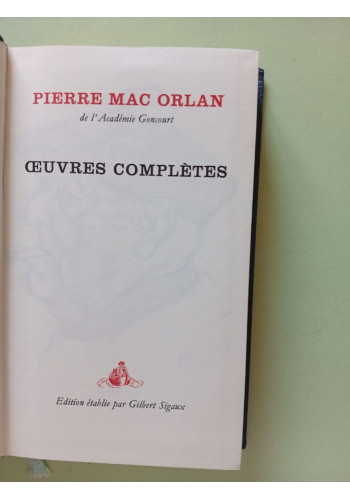 PIERRE MAC ORLAN
de l'Académie Goncourt
ŒUVRES COMPLÈTES
Edition établie par Gilbert Sigaux